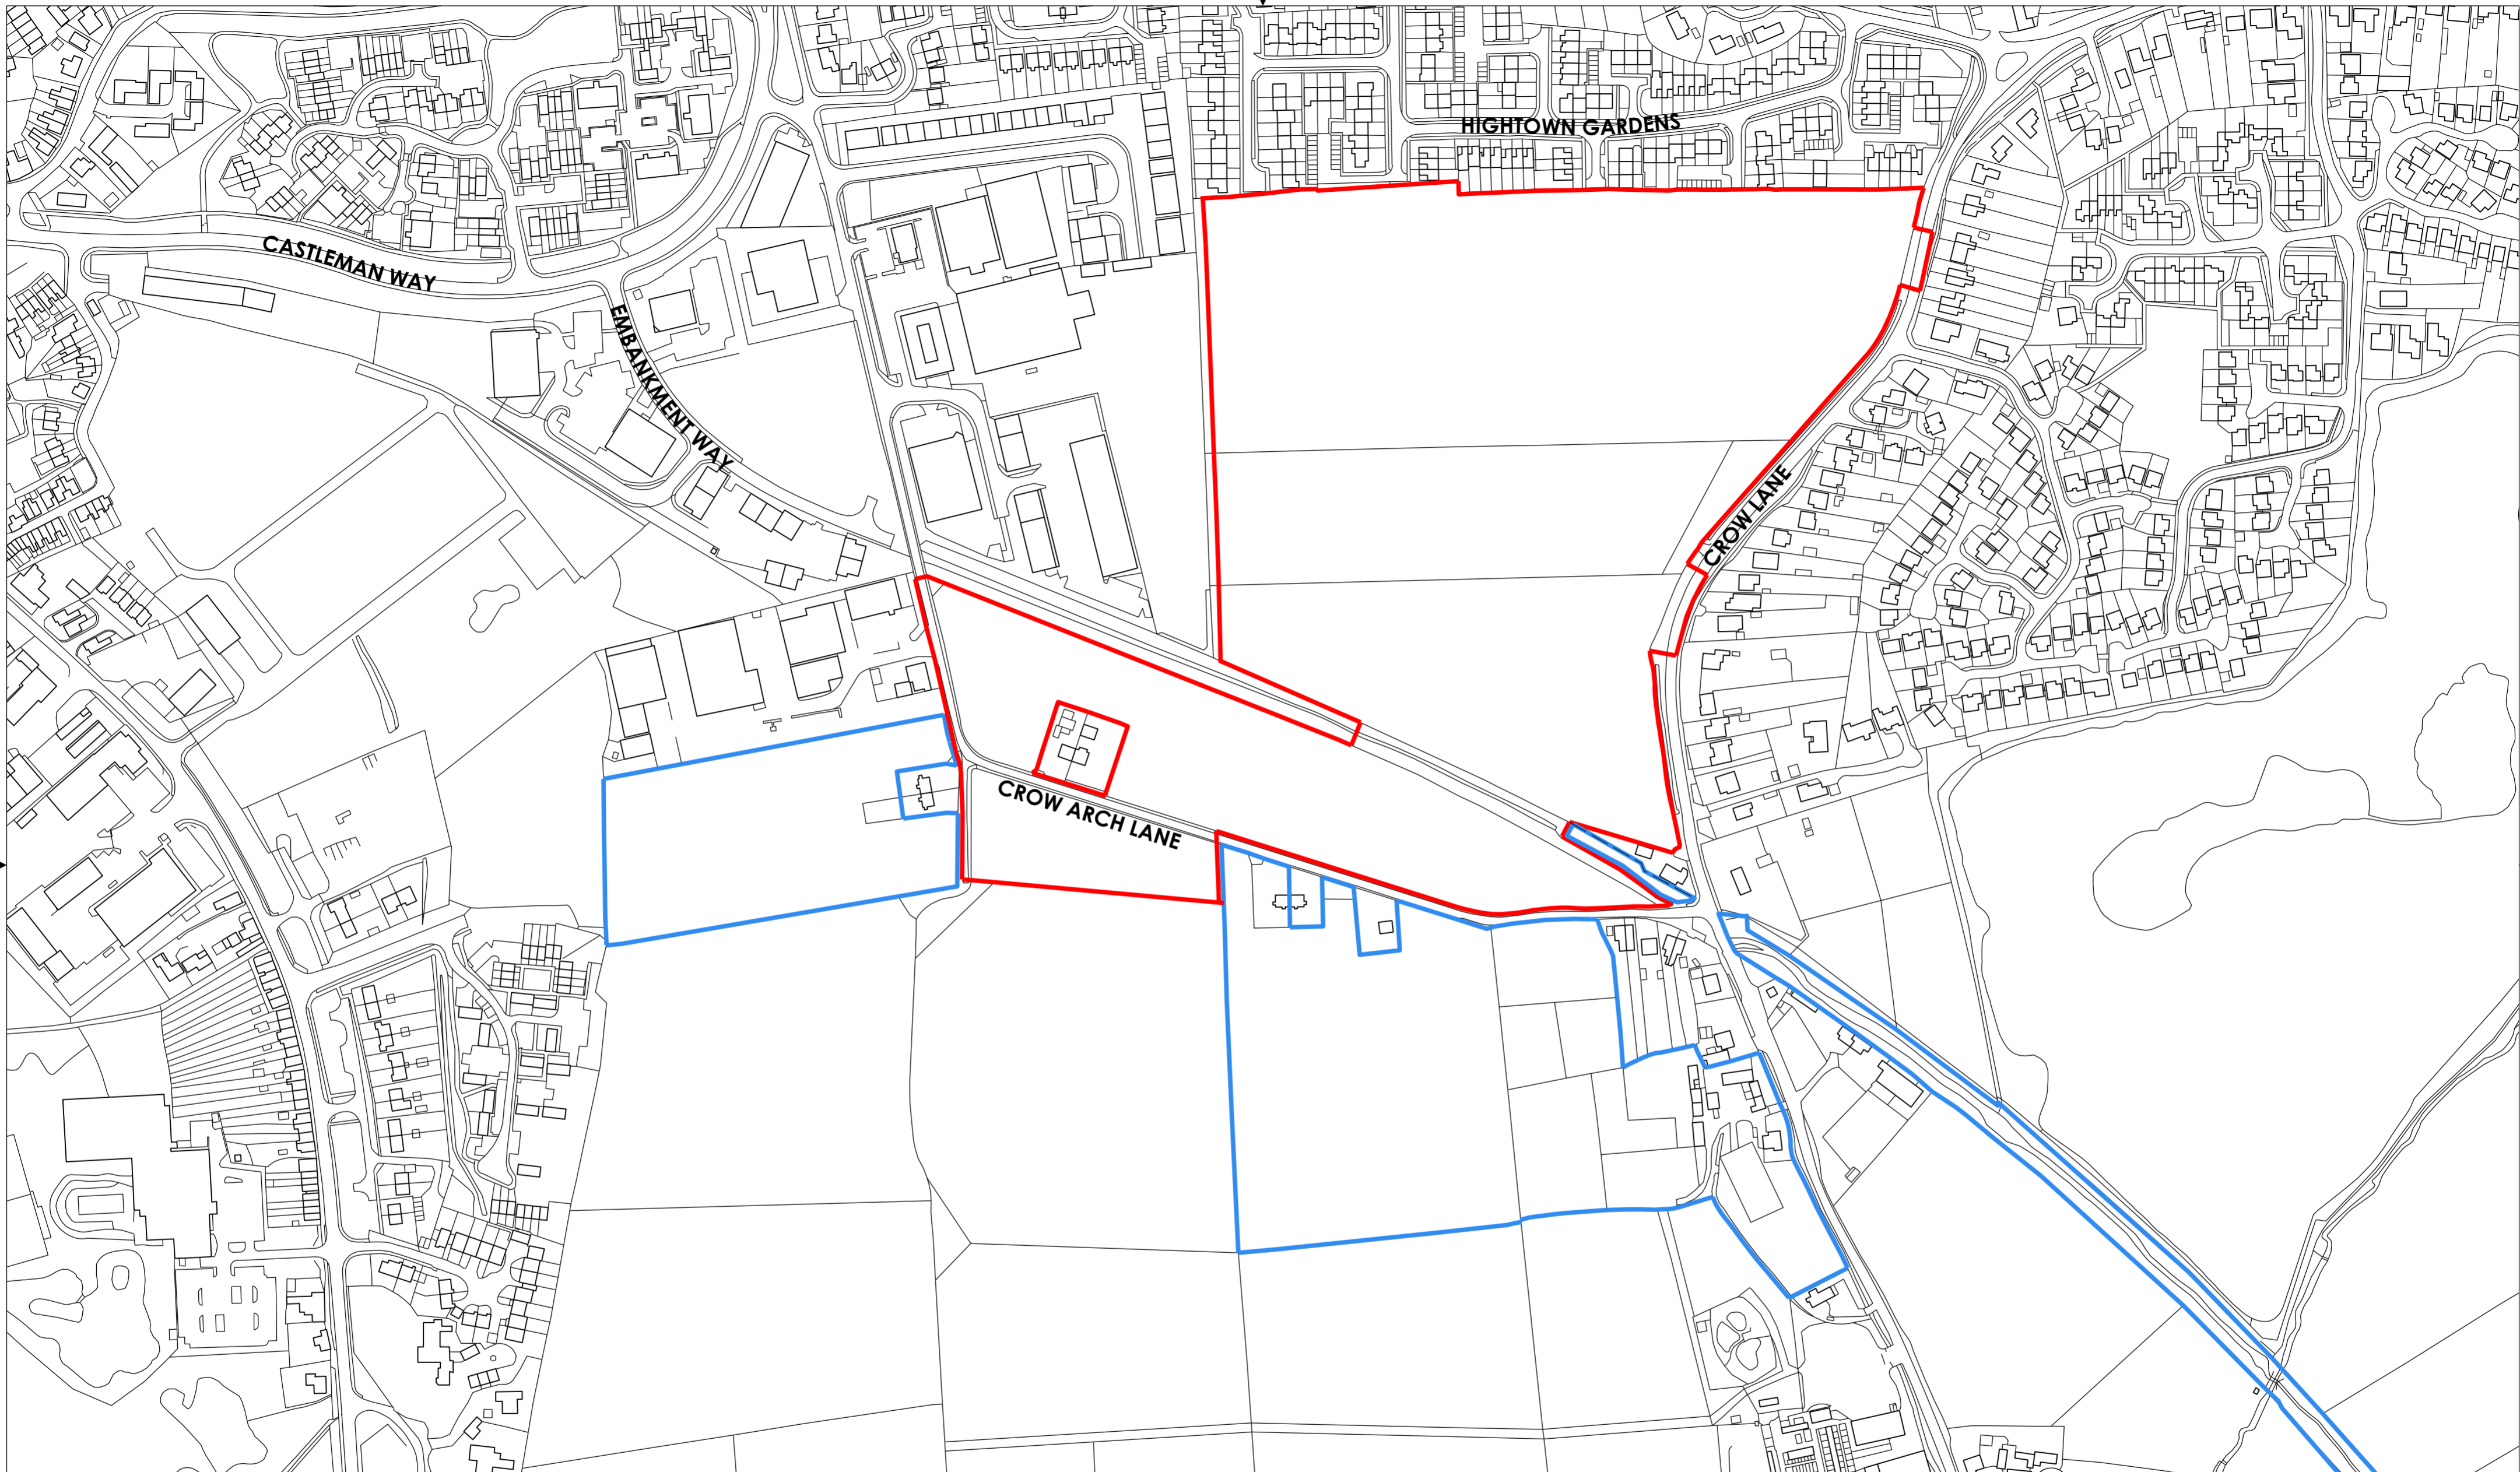 HIGHTOWN GARDENS
CASTLEMAN WAY
EMBANKMENT WAY
CROW LANE
CROW ARCH LANE